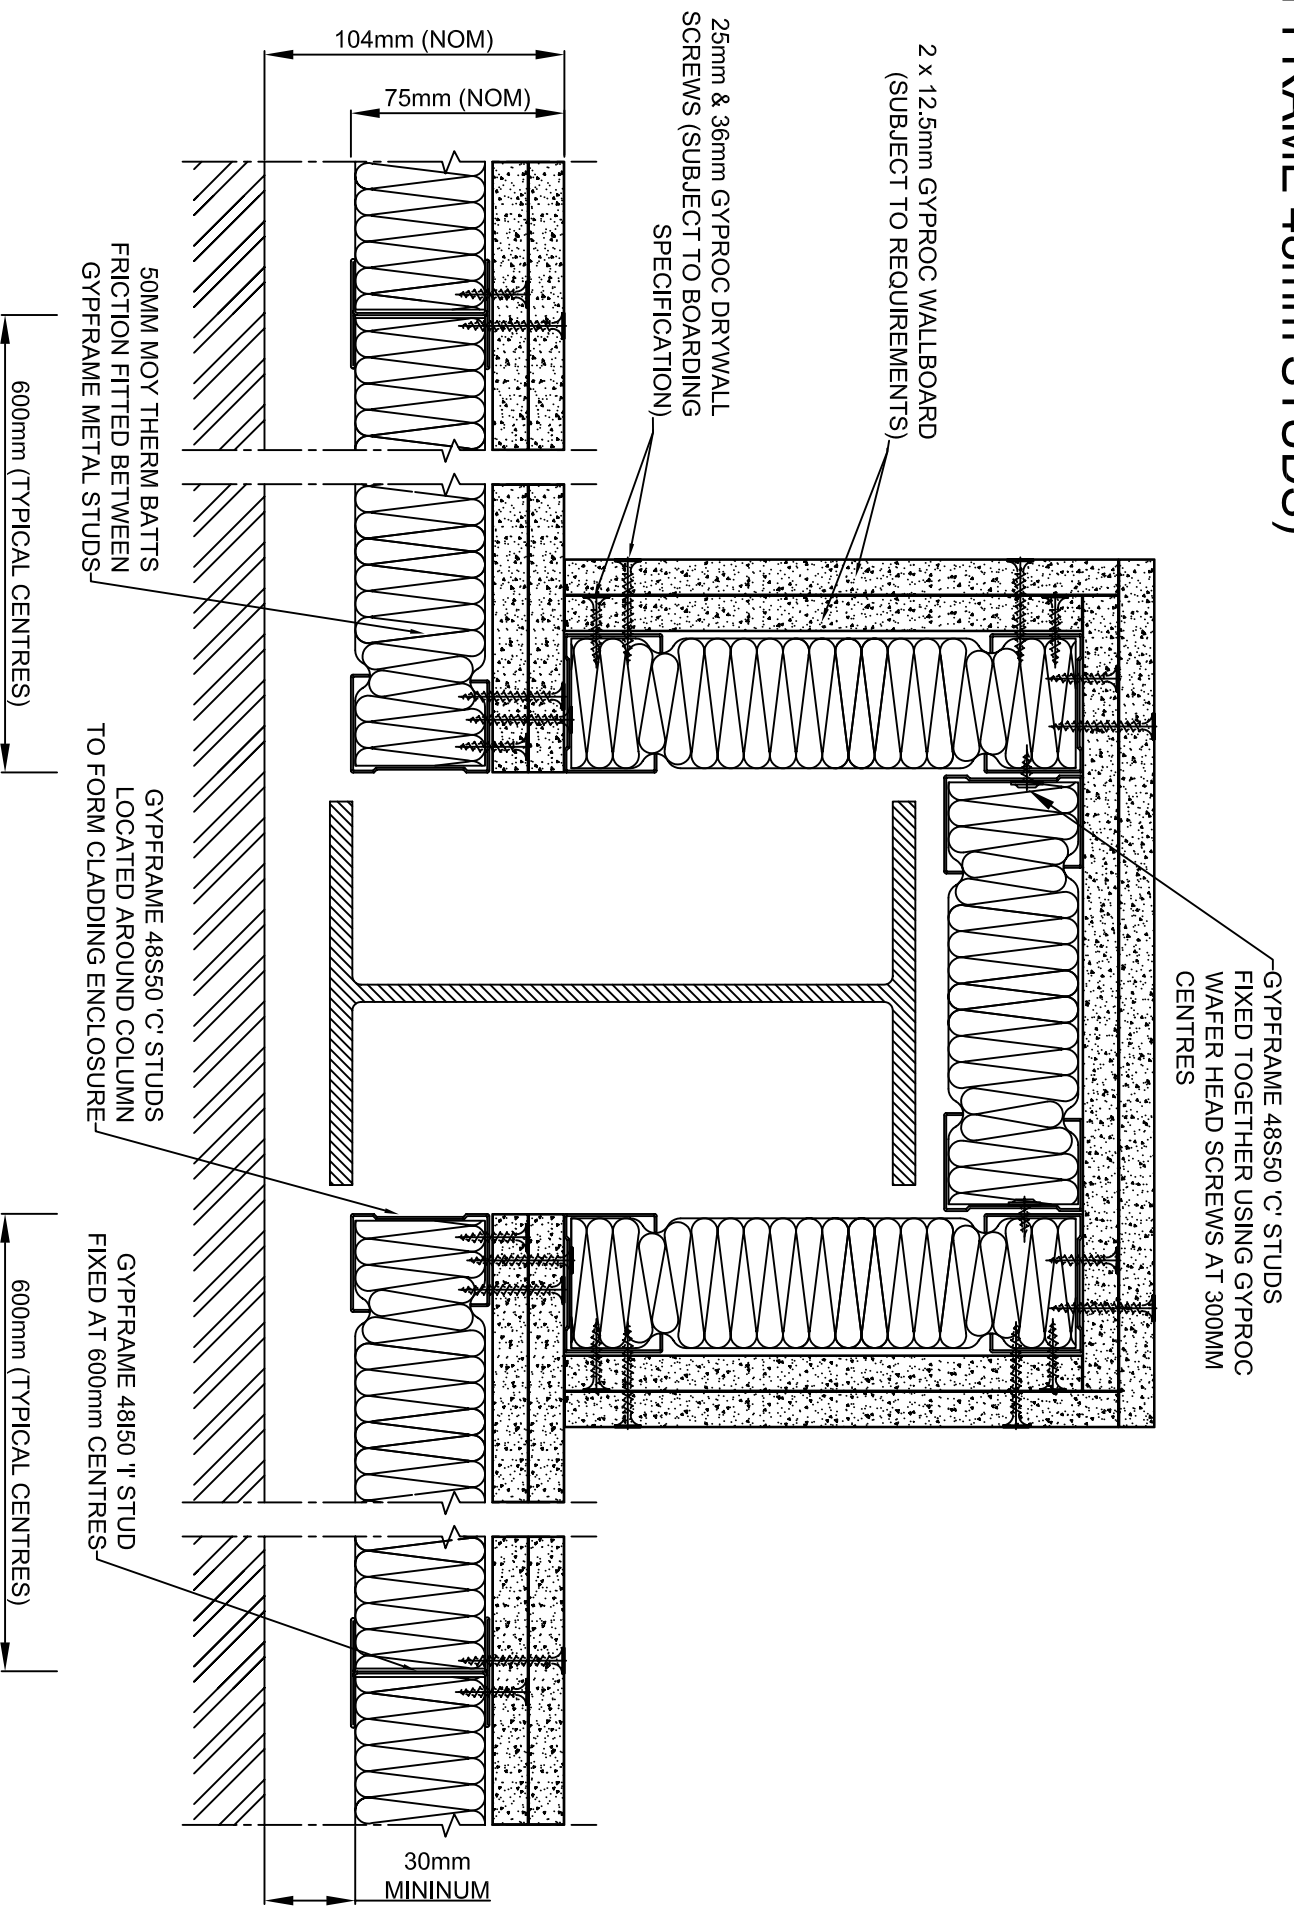 FRAME 48mm STUDS)
GYPFRAME 48S50 'C' STUDS
FIXED TOGETHER USING GYPROC
WAFER HEAD SCREWS AT 300MM
CENTRES
2 x 12.5mm GYPROC WALLBOARD
(SUBJECT TO REQUIREMENTS)
25mm & 36mm GYPROC DRYWALL
SCREWS (SUBJECT TO BOARDING
SPECIFICATION)
104mm (NOM)
75mm (NOM)
50MM MOY THERM BATTS
FRICTION FITTED BETWEEN
GYPFRAME METAL STUDS
GYPFRAME 48S50 'C' STUDS
LOCATED AROUND COLUMN
TO FORM CLADDING ENCLOSURE
GYPFRAME 48I50 'I' STUD
FIXED AT 600mm CENTRES
30mm
MININUM
600mm (TYPICAL CENTRES)
600mm (TYPICAL CENTRES)